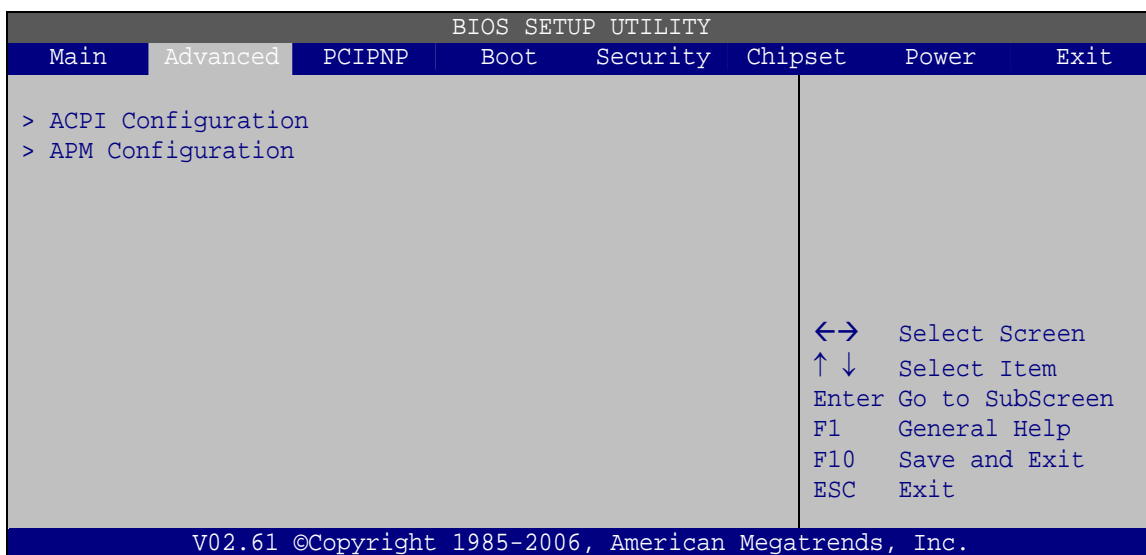 BIOS SETUP UTILITY
Main Advanced PCIPNP Boot Security Chipset Power Exit
> ACPI Configuration
> APM Configuration
←→ Select Screen
↑ ↓ Select Item
Enter Go to SubScreen
F1 General Help
F10 Save and Exit
ESC Exit
V02.61 ©Copyright 1985-2006, American Megatrends, Inc.